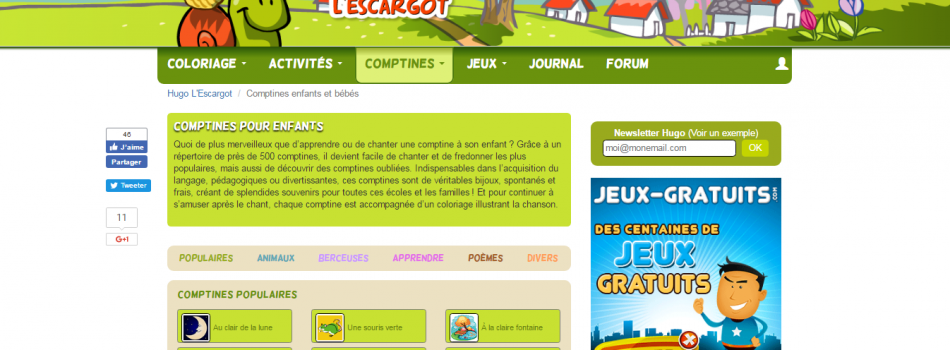 L'ESCARGOT
COLORIAGE ACTIVITÉS COMPTINES JEUX JOURNAL FORUM
Hugo L'Escargot / Comptines enfants et bébés
46
J'aime
Partager
Tweeter
11
G+1
COMPTINES POUR ENFANTS
Quoi de plus merveilleux que d'apprendre ou de chanter une comptine à son enfant ? Grâce à un
répertoire de près de 500 comptines, il devient facile de chanter et de fredonner les plus
populaires, mais aussi de découvrir des comptines oubliées. Indispensables dans l'acquisition du
langage, pédagogiques ou divertissantes, ces comptines sont de véritables bijoux, spontanés et
frais, créant de splendides souvenirs pour toutes ces écoles et les familles ! Et pour continuer à
s'amuser après le chant, chaque comptine est accompagnée d'un coloriage illustrant la chanson.
POPULAIRES ANIMAUX BERCEUSES APPRENDRE POÈMES DIVERS
COMPTINES POPULAIRES
Au clair de la lune
Une souris verte
À la claire fontaine
Newsletter Hugo (Voir un exemple)
moi@monemail.com OK
JEUX-GRATUITS.COM
DES CENTAINES DE
JEUX
GRATUITS